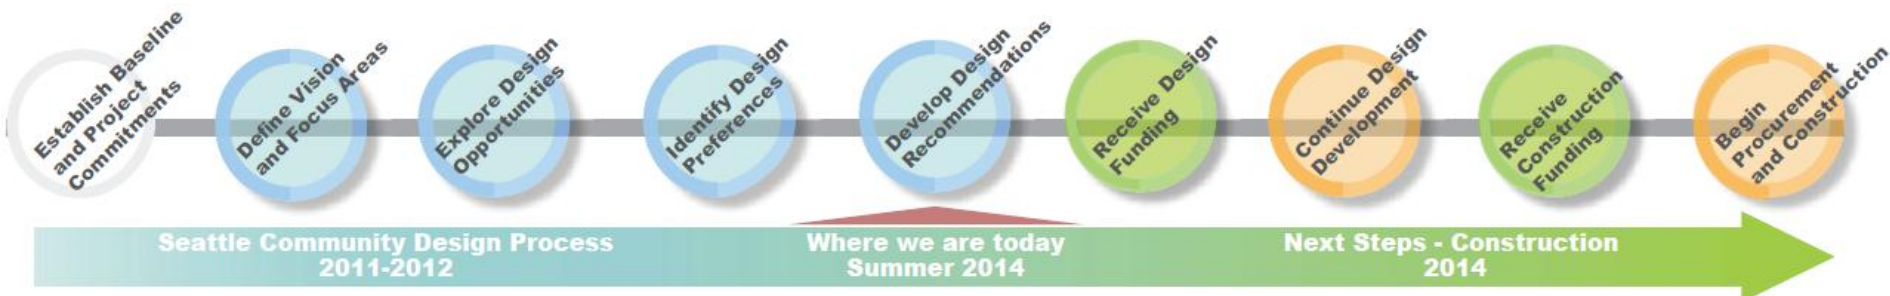 Establish Baseline
and Project
Commitments
Define Vision
and Focus Areas
Explore Design
Opportunities
Identify Design
Preferences
Develop Design
Recommendations
Receive Design
Funding
Continue Design
Development
Receive
Construction
Funding
Begin
Procurement
and Construction
Seattle Community Design Process
2011-2012
Where we are today
Summer 2014
Next Steps - Construction
2014